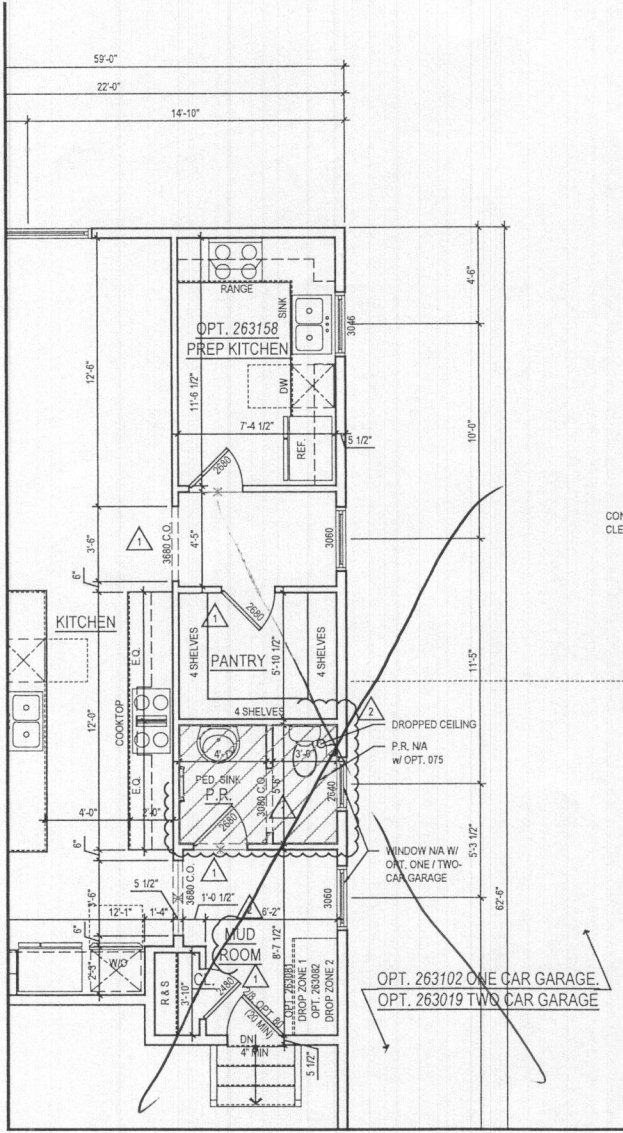 59'-0"
22'-0"
14'-10"
4'-6"
RANGE
SINK
3046
OPT. 263158
PREP KITCHEN
12'-6"
11'-6 1/2"
DW
7'-4 1/2"
5 1/2"
REF.
10'-0"
2680
CON
CLE
1
3'-6"
3680 C.O.
4'-5"
3060
6"
2680
KITCHEN
1
E.Q.
4 SHELVES
PANTRY
5'-10 1/2"
4 SHELVES
11'-5"
COOKTOP
12'-0"
4 SHELVES
2
DROPPED CEILING
P.R. N/A
w/ OPT. 075
PED. SINK
P.R.
3080 C.O.
5'-6"
1
2640
E.Q.
4'-0"
2'-0"
2680
6"
WINDOW N/A W/
OPT. ONE / TWO-
CAR GARAGE
5'-3 1/2"
62'-6"
3'-6"
5 1/2"
3680 C.O.
1
1'-0 1/2"
2
3060
12'-1"
1'-4"
6'-2"
6"
MUD
ROOM
8'-7 1/2"
W/O
2'-3"
R & S
3'-10"
2480
1
DROP ZONE 1
OPT. 263082
DROP ZONE 2
OPT. 263102 ONE CAR GARAGE.
OPT. 263019 TWO CAR GARAGE
(20 MIN)
DN
4" MIN
5 1/2"